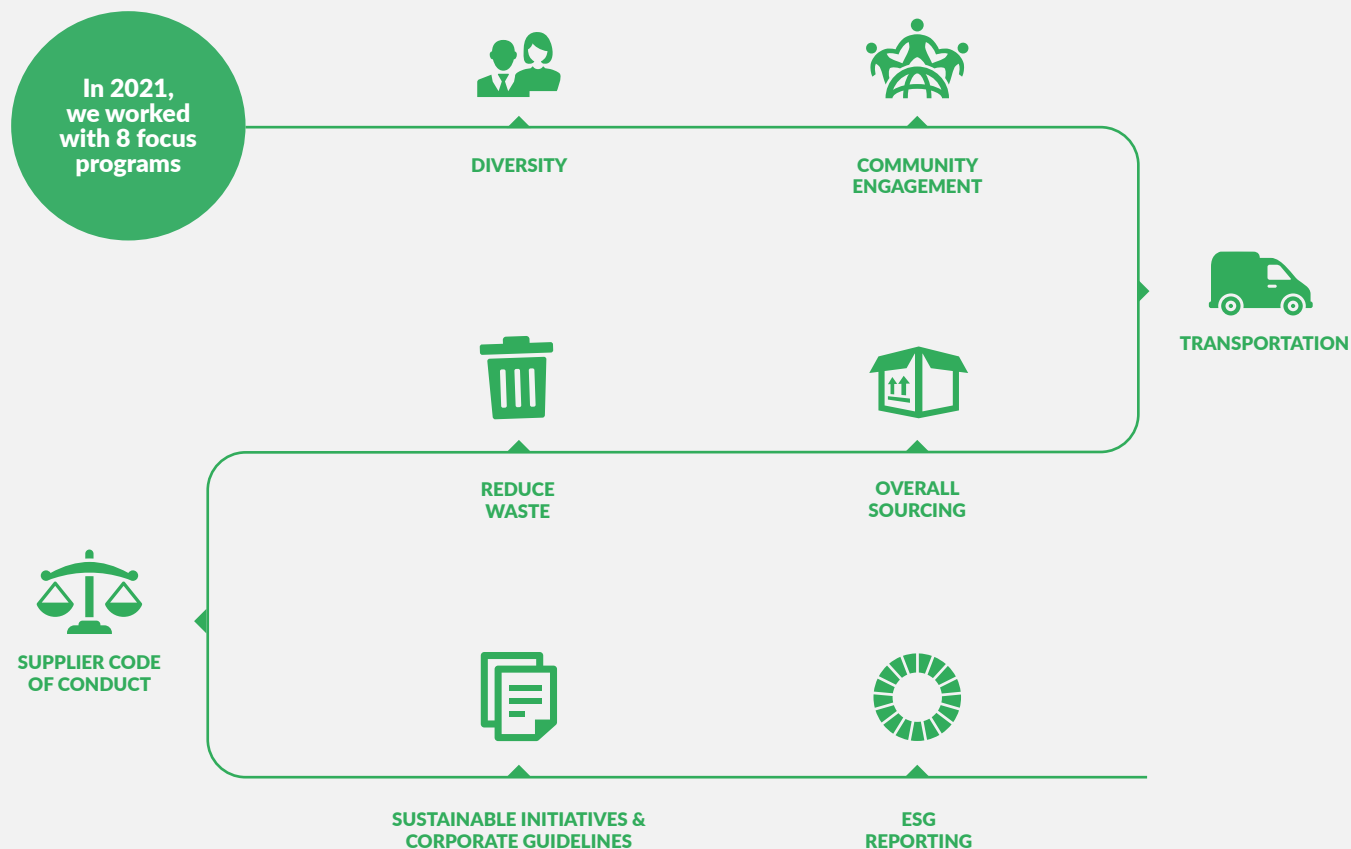 In 2021,
we worked
with 8 focus
programs
DIVERSITY
COMMUNITY
ENGAGEMENT
TRANSPORTATION
REDUCE
WASTE
OVERALL
SOURCING
SUPPLIER CODE
OF CONDUCT
SUSTAINABLE INITIATIVES &
CORPORATE GUIDELINES
ESG
REPORTING